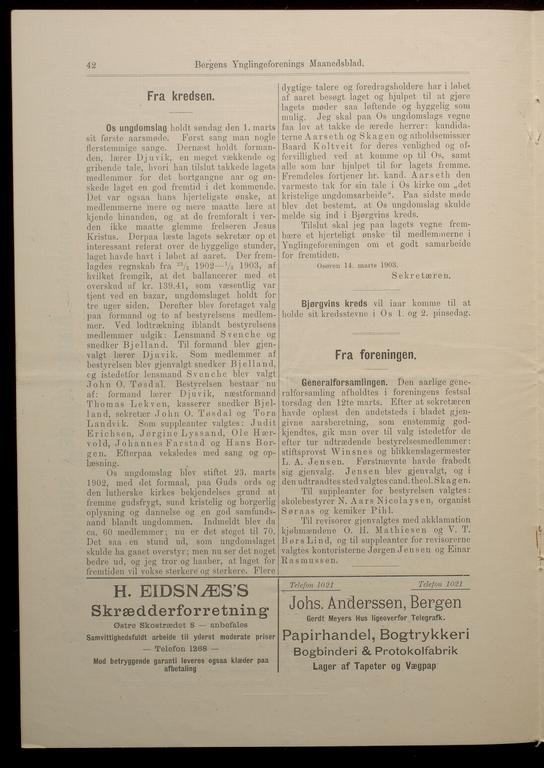 42
Bergens Ynglingeforenings Maanedsblad.
Fra kredsen.
Os ungdomslag holdt søndag den 1. marts
sit første aarsmøde. Først sang man nogle
flerstemmige sange. Dernæst holdt forman-
den, lærer Djuvik, en meget vækkende og
gribende tale, hvori han tilslut takkede lagets
medlemmer for det bortgangne aar og øn-
skede laget en god fremtid i det kommende.
Det var ogsaa hans hjerteligste ønske, at
medlemmerne mere og mere maatte lære at
kjende hinanden, og at de fremforalt i ver-
den ikke maatte glemme frelseren Jesus
Kristus. Derpaa læste lagets sekretær op et
interessant referat over de hyggelige stunder,
laget havde havt i løbet af aaret. Der frem-
lagdes regnskab fra 1902—1903, af
hvilket fremgik, at det ballancerer med et
overskud af kr. 139.41, som væsentlig var
tjent ved en bazar, ungdomslaget holdt for
tre uger siden. Derefter blev foretaget valg
paa formand og to af bestyrelsens medlem-
mer. Ved lodtrækning iblandt bestyrelsens
medlemmer udgik: Lensmand Svenche og
snedker Bjelland. Til formand blev gjen-
valgt lærer Djuvik. Som medlemmer af
bestyrelsen blev gjenvalgt snedker Bjelland,
og istedetfor lensmand Svenche blev valgt
John O. Tøsdal. Bestyrelsen bestaar nu
af: formand lærer Djuvik, næstformand
Thomas Lekven, kasserer snedker Bjel-
land, sekretær John O. Tøsdal og Tora
Landvik. Som suppleanter valgtes: Judit
Erichsen, Jørgine Lyssand, Ole Hær-
vold, Johannes Farstad og Hans Bor-
gen. Efterpaa veksledes med sang og op-
læsning.
Os ungdomslag blev stiftet 23. marts
1902, med det formaal, paa Guds ords og
den lutherske kirkes bekjendelses grund at
fremme gudsfrygt, sund kristelig og borgerlig
oplysning og dannelse og en god samfunds-
aand blandt ungdommen. Indmeldt blev da
ca. 60 medlemmer; nu er det steget til 70.
Det saa en stund ud, som ungdomslaget
skulde ha gaaet overstyr; men nu ser det noget
bedre ud, og jeg tror og haaber, at laget for
fremtiden vil vokse sterkere og sterkere. Flere
dygtige talere og foredragsholdere har i løbet
af aaret besøgt laget og hjulpet til at gjøre
lagets møder saa løftende og hyggelig som
mulig. Jeg skal paa Os ungdomslags vegne
faa lov at takke de ærede herrer: kandida-
terne Aarseth og Skagen og afholdsemissær
Baard Koltveit for deres venlighed og of-
fervillighed ved at komme op til Os, samt
alle som har hjulpet til for lagets fremme.
Fremdeles fortjener hr. kand. Aarseth den
varmeste tak for sin tale i Os kirke om „det
kristelige ungdomsarbeide“. Paa sidste møde
blev det bestemt, at Os ungdomslag skulde
melde sig ind i Bjørgvins kreds.
Tilslut skal jeg paa lagets vegne frem-
bære et hjerteligt ønske til medlemmerne i
Ynglingeforeningen om et godt samarbeide
for fremtiden.
Osøren 14. marts 1903.
Sekretæren.
Bjørgvins kreds vil iaar komme til at
holde sit kredsstevne i Os 1. og 2. pinsedag.
Fra foreningen.
Generalforsamlingen. Den aarlige gene-
ralforsamling afholdtes i foreningens festsal
torsdag den 12te marts. Efter at sekretæren
havde oplæst den andetsteds i bladet gjen-
givne aarsberetning, som enstemmig god-
kjendtes, gik man over til valg istedetfor de
efter tur udtrædende bestyrelsesmedlemmer:
stiftsprovst Winsnes og blikkenslagermester
L. A. Jensen. Førstnævnte havde frabedt
sig gjenvalg. Jensen blev gjenvalgt, og i
den udtraadtes sted valgtes cand. theol. Skagen.
Til suppleanter for bestyrelsen valgtes:
skolebestyrer N. Aars Nicolaysen, organist
Søraas og kemiker Pihl.
Til revisorer gjenvalgtes med akklamation
kjøbmændene O. H. Mathiesen og V. T.
Børs Lind, og til suppleanter for revisorerne
valgtes kontoristerne Jørgen Jensen og Einar
Rasmussen.
H. EIDSNÆS'S
Skrædderforretning
Østre Skostrædet 8 — anbefales
Samvittighedsfuldt arbeide til yderst moderate priser
— Telefon 1268 —
Mod betryggende garanti leveres ogsaa klæder paa
afbetaling
Telefon 1021 Telefon 1021
Johs. Anderssen, Bergen
Gerdt Meyers Hus ligeoverfor Telegrafk.
Papirhandel, Bogtrykkeri
Bogbinderi & Protokolfabrik
Lager af Tapeter og Vægpap